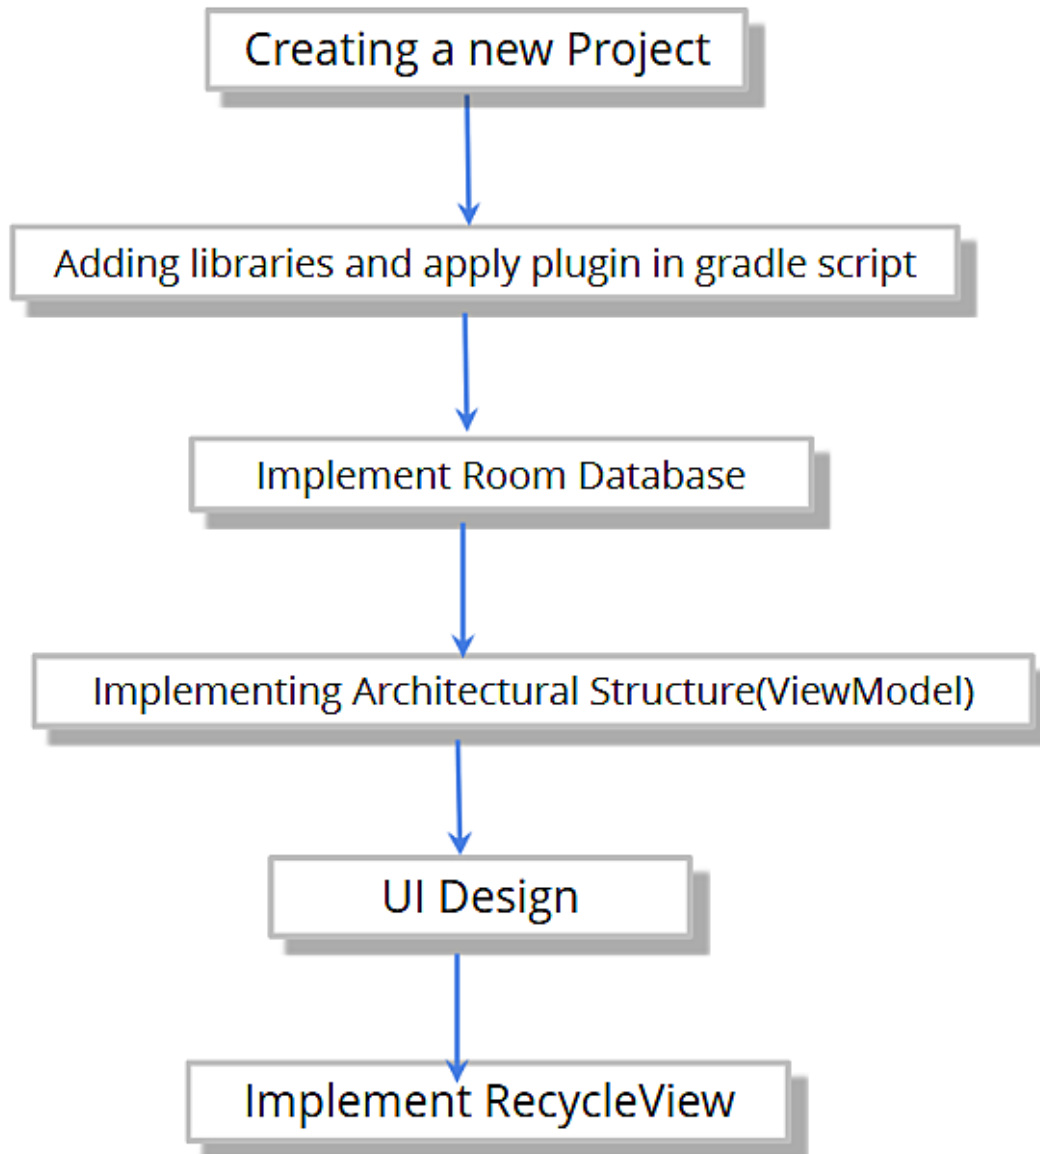 Creating a new Project
Adding libraries and apply plugin in gradle script
Implement Room Database
Implementing Architectural Structure(ViewModel)
UI Design
Implement RecycleView